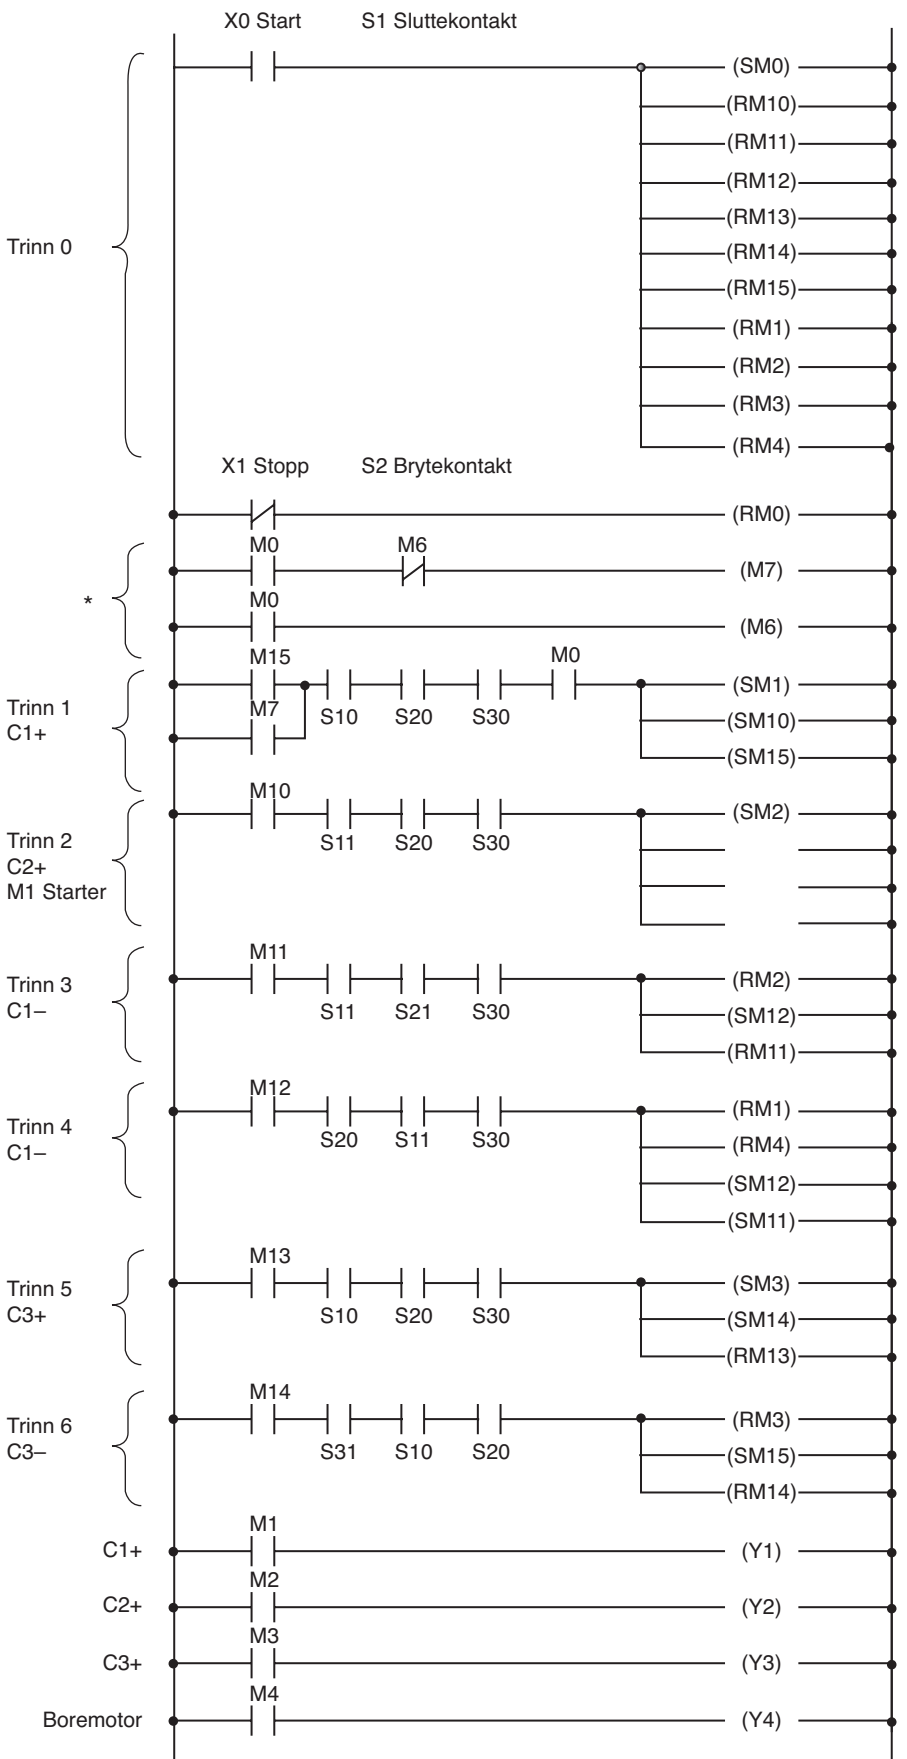 X0 Start S1 Sluttekontakt
(SM0)
(RM10)
(RM11)
(RM12)
(RM13)
Trinn 0
(RM14)
(RM15)
(RM1)
(RM2)
(RM3)
(RM4)
X1 Stopp S2 Brytekontakt
(RM0)
M0 M6
(M7)
*
M0
(M6)
M15 M0
Trinn 1
C1+
M7
S10 S20 S30
(SM1)
(SM10)
(SM15)
M10
Trinn 2
C2+
M1 Starter
S11 S20 S30
(SM2)
M11
Trinn 3
C1–
S11 S21 S30
(RM2)
(SM12)
(RM11)
M12
Trinn 4
C1–
S20 S11 S30
(RM1)
(RM4)
(SM12)
(SM11)
M13
Trinn 5
C3+
S10 S20 S30
(SM3)
(SM14)
(RM13)
M14
Trinn 6
C3–
S31 S10 S20
(RM3)
(SM15)
(RM14)
M1
C1+ (Y1)
M2
C2+ (Y2)
M3
C3+ (Y3)
M4
Boremotor (Y4)